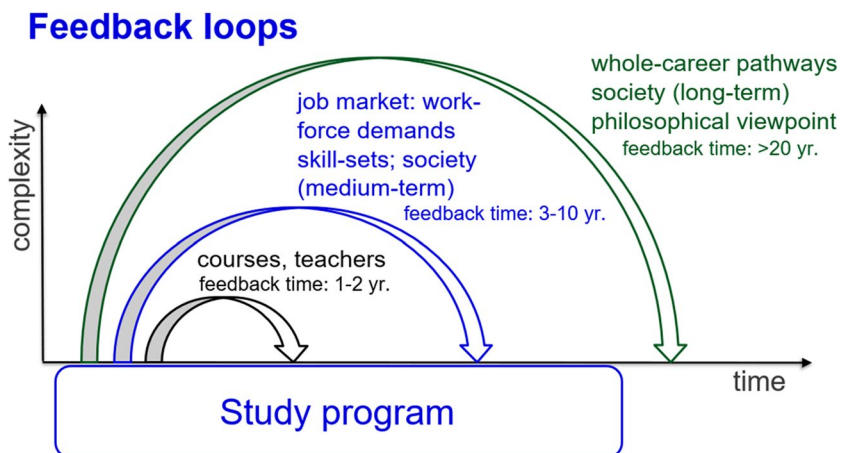 Feedback loops
whole-career pathways
society (long-term)
philosophical viewpoint
feedback time: >20 yr.
job market: work-
force demands
skill-sets; society
(medium-term)
feedback time: 3-10 yr.
courses, teachers
feedback time: 1-2 yr.
complexity
time
Study program